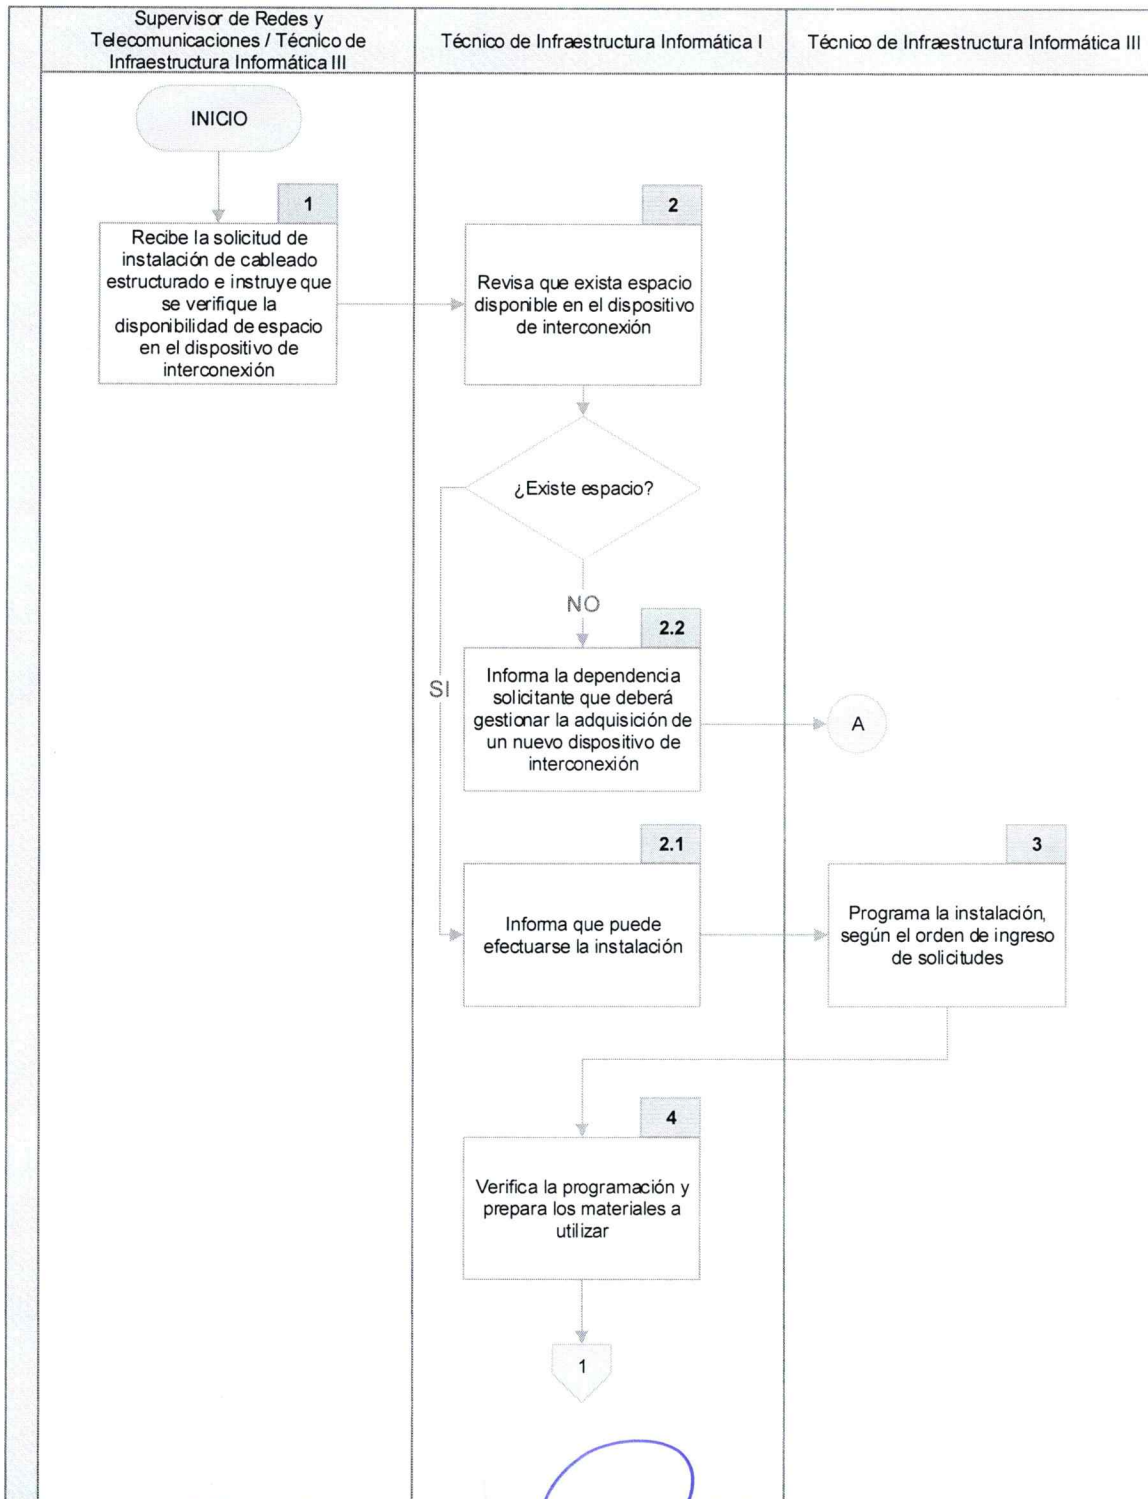 Supervisor de Redes y
Telecomunicaciones / Técnico de
Infraestructura Informática III
Técnico de Infraestructura Informática I
Técnico de Infraestructura Informática III
INICIO
1
Recibe la solicitud de
instalación de cableado
estructurado e instruye que
se verifique la
disponibilidad de espacio
en el dispositivo de
interconexión
2
Revisa que exista espacio
disponible en el dispositivo
de interconexión
¿Existe espacio?
NO
SI
2.2
Informa la dependencia
solicitante que deberá
gestionar la adquisición de
un nuevo dispositivo de
interconexión
A
2.1
Informa que puede
efectuarse la instalación
3
Programa la instalación,
según el orden de ingreso
de solicitudes
4
Verifica la programación y
prepara los materiales a
utilizar
1